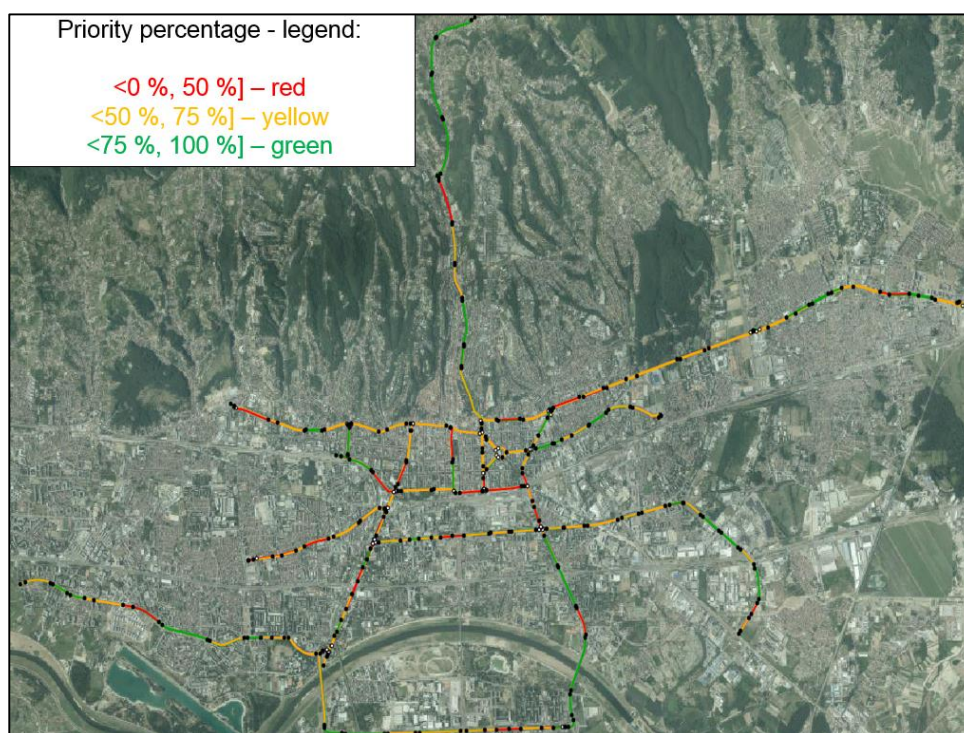 Priority percentage - legend:
<0 %, 50 %] – red
<50 %, 75 %] – yellow
<75 %, 100 %] – green